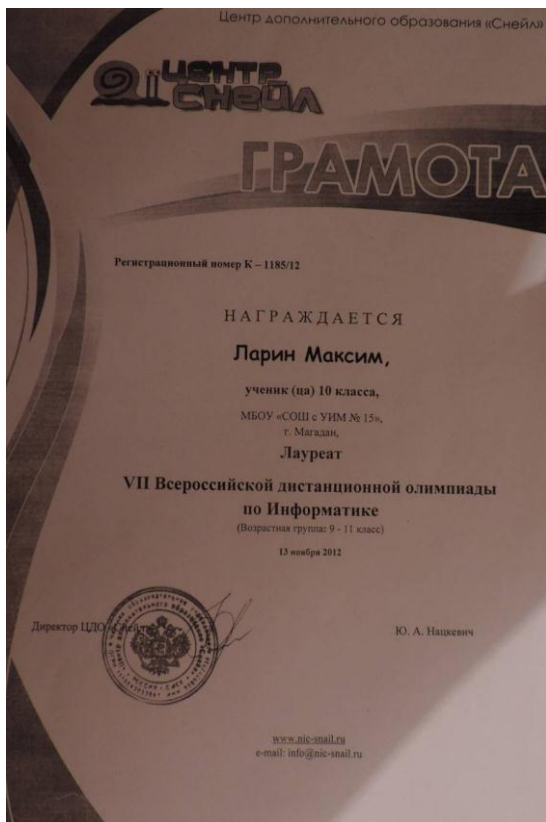 Центр дополнительного образования «Снейл»
ЦЕНТР
СНЕЙЛ
ГРАМОТА
Регистрационный номер К – 1185/12
НАГРАЖДАЕТСЯ
Ларин Максим,
ученик (ца) 10 класса,
МБОУ «СОШ с УИМ № 15»,
г. Магадан,
Лауреат
VII Всероссийской дистанционной олимпиады
по Информатике
(Возрастная группа: 9 - 11 класс)
13 ноября 2012
Директор ЦДО «Снейл»
Ю. А. Нацкевич
www.nic-snail.ru
e-mail: info@nic-snail.ru